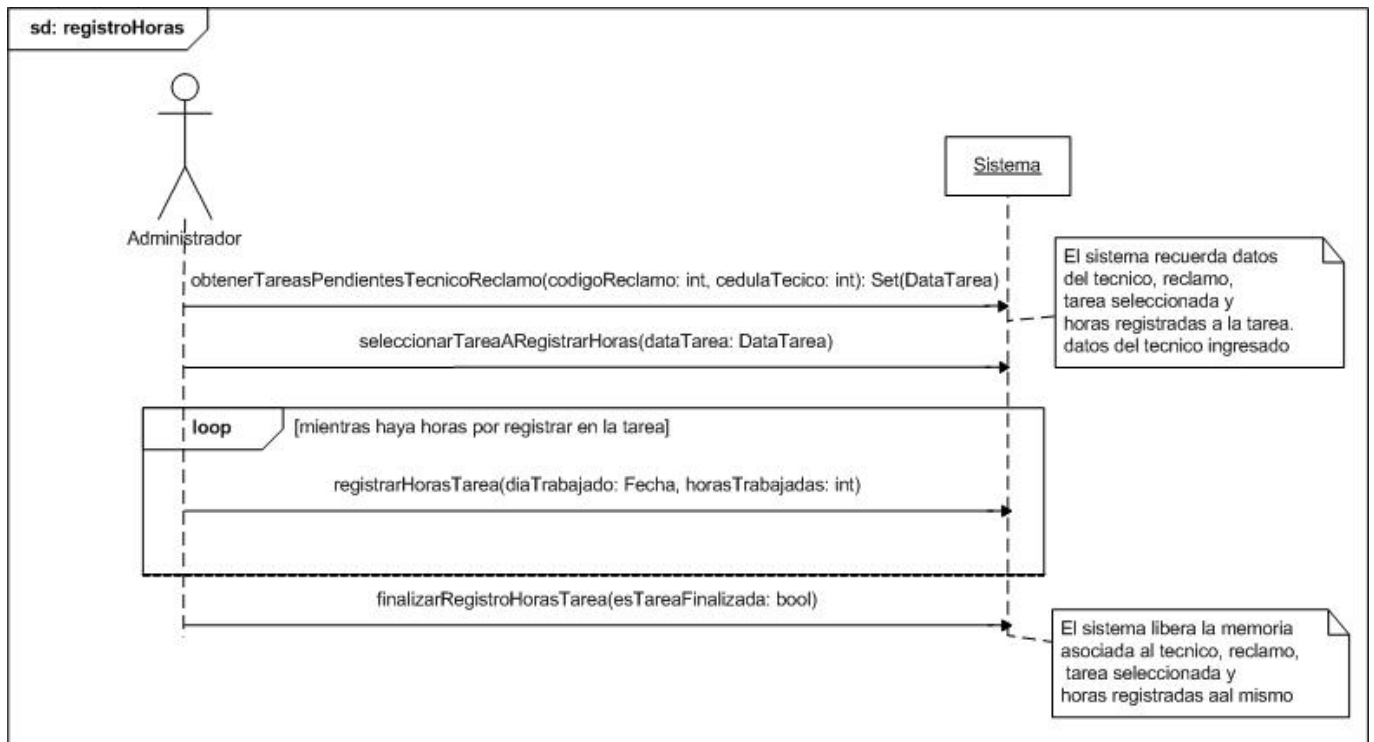 sd: registroHoras
Administrador
Sistema
obtenerTareasPendientesTecnicoReclamo(codigoReclamo: int, cedulaTecico: int): Set(DataTarea)
El sistema recuerda datos
del tecnico, reclamo,
tarea seleccionada y
horas registradas a la tarea.
datos del tecnico ingresado
seleccionarTareaARegistrarHoras(dataTarea: DataTarea)
loop
[mientras haya horas por registrar en la tarea]
registrarHorasTarea(diaTrabajado: Fecha, horasTrabajadas: int)
finalizarRegistroHorasTarea(esTareaFinalizada: bool)
El sistema libera la memoria
asociada al tecnico, reclamo,
tarea seleccionada y
horas registradas aal mismo